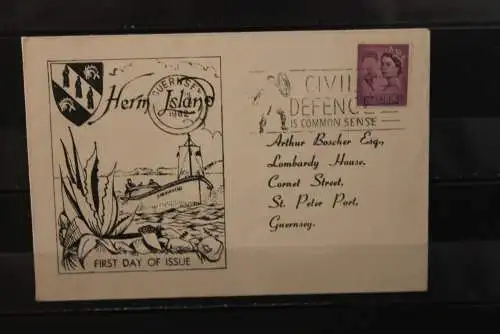 Herm Island
GUERNSEY
1962
CIVIL
DEFENCE
IS COMMON SENSE
Arthur Boscher Esq.,
Lombardy House,
Cornet Street,
St. Peter Port,
Guernsey.
FIRST DAY OF ISSUE